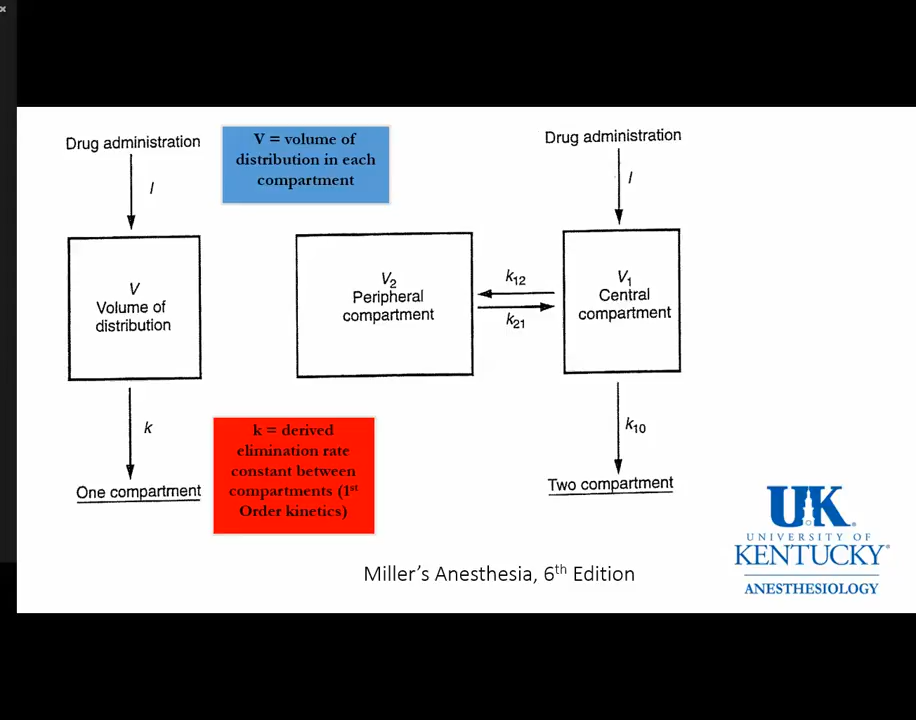 Drug administration
I
V
Volume of
distribution
k
One compartment
V = volume of
distribution in each
compartment
k = derived
elimination rate
constant between
compartments (1st
Order kinetics)
Drug administration
I
V2
Peripheral
compartment
k12
k21
V1
Central
compartment
k10
Two compartment
Miller's Anesthesia, 6th Edition
UK
UNIVERSITY OF
KENTUCKY®
ANESTHESIOLOGY